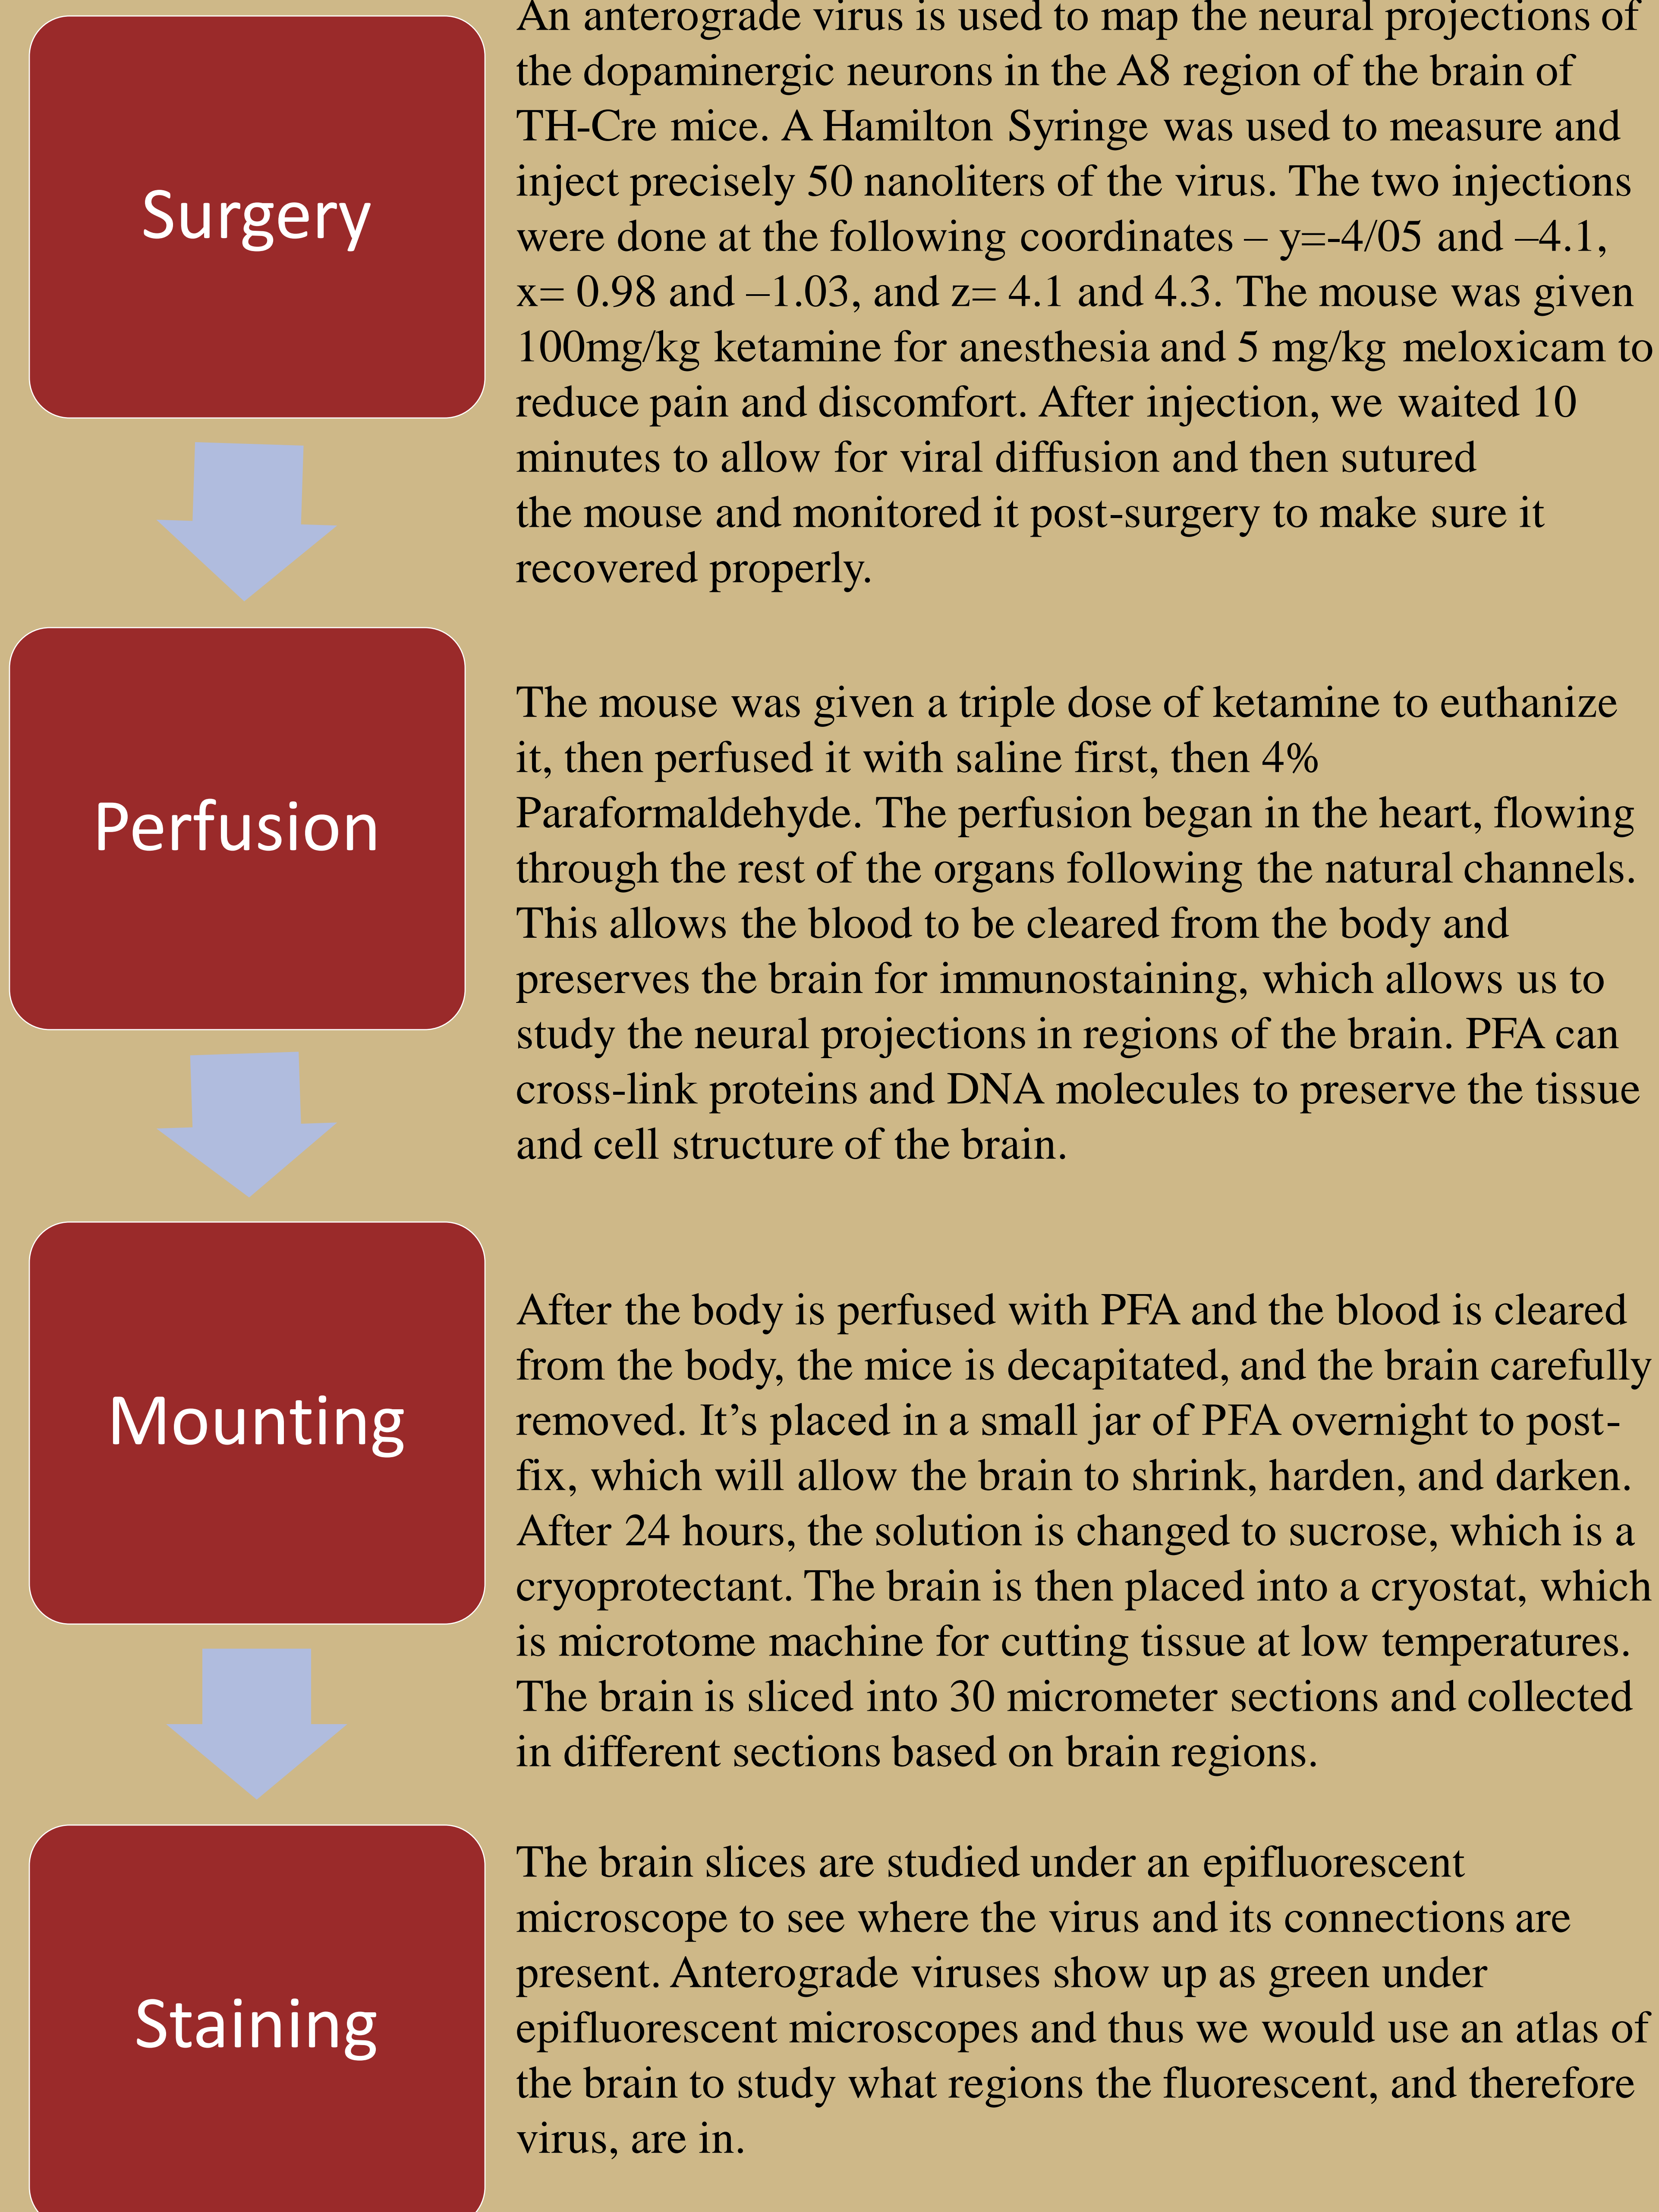 Surgery
An anterograde virus is used to map the neural projections of
the dopaminergic neurons in the A8 region of the brain of
TH-Cre mice. A Hamilton Syringe was used to measure and
inject precisely 50 nanoliters of the virus. The two injections
were done at the following coordinates – y=-4/05 and –4.1,
x= 0.98 and –1.03, and z= 4.1 and 4.3. The mouse was given
100mg/kg ketamine for anesthesia and 5 mg/kg meloxicam to
reduce pain and discomfort. After injection, we waited 10
minutes to allow for viral diffusion and then sutured
the mouse and monitored it post-surgery to make sure it
recovered properly.
Perfusion
The mouse was given a triple dose of ketamine to euthanize
it, then perfused it with saline first, then 4%
Paraformaldehyde. The perfusion began in the heart, flowing
through the rest of the organs following the natural channels.
This allows the blood to be cleared from the body and
preserves the brain for immunostaining, which allows us to
study the neural projections in regions of the brain. PFA can
cross-link proteins and DNA molecules to preserve the tissue
and cell structure of the brain.
Mounting
After the body is perfused with PFA and the blood is cleared
from the body, the mice is decapitated, and the brain carefully
removed. It’s placed in a small jar of PFA overnight to post-
fix, which will allow the brain to shrink, harden, and darken.
After 24 hours, the solution is changed to sucrose, which is a
cryoprotectant. The brain is then placed into a cryostat, which
is microtome machine for cutting tissue at low temperatures.
The brain is sliced into 30 micrometer sections and collected
in different sections based on brain regions.
Staining
The brain slices are studied under an epifluorescent
microscope to see where the virus and its connections are
present. Anterograde viruses show up as green under
epifluorescent microscopes and thus we would use an atlas of
the brain to study what regions the fluorescent, and therefore
virus, are in.